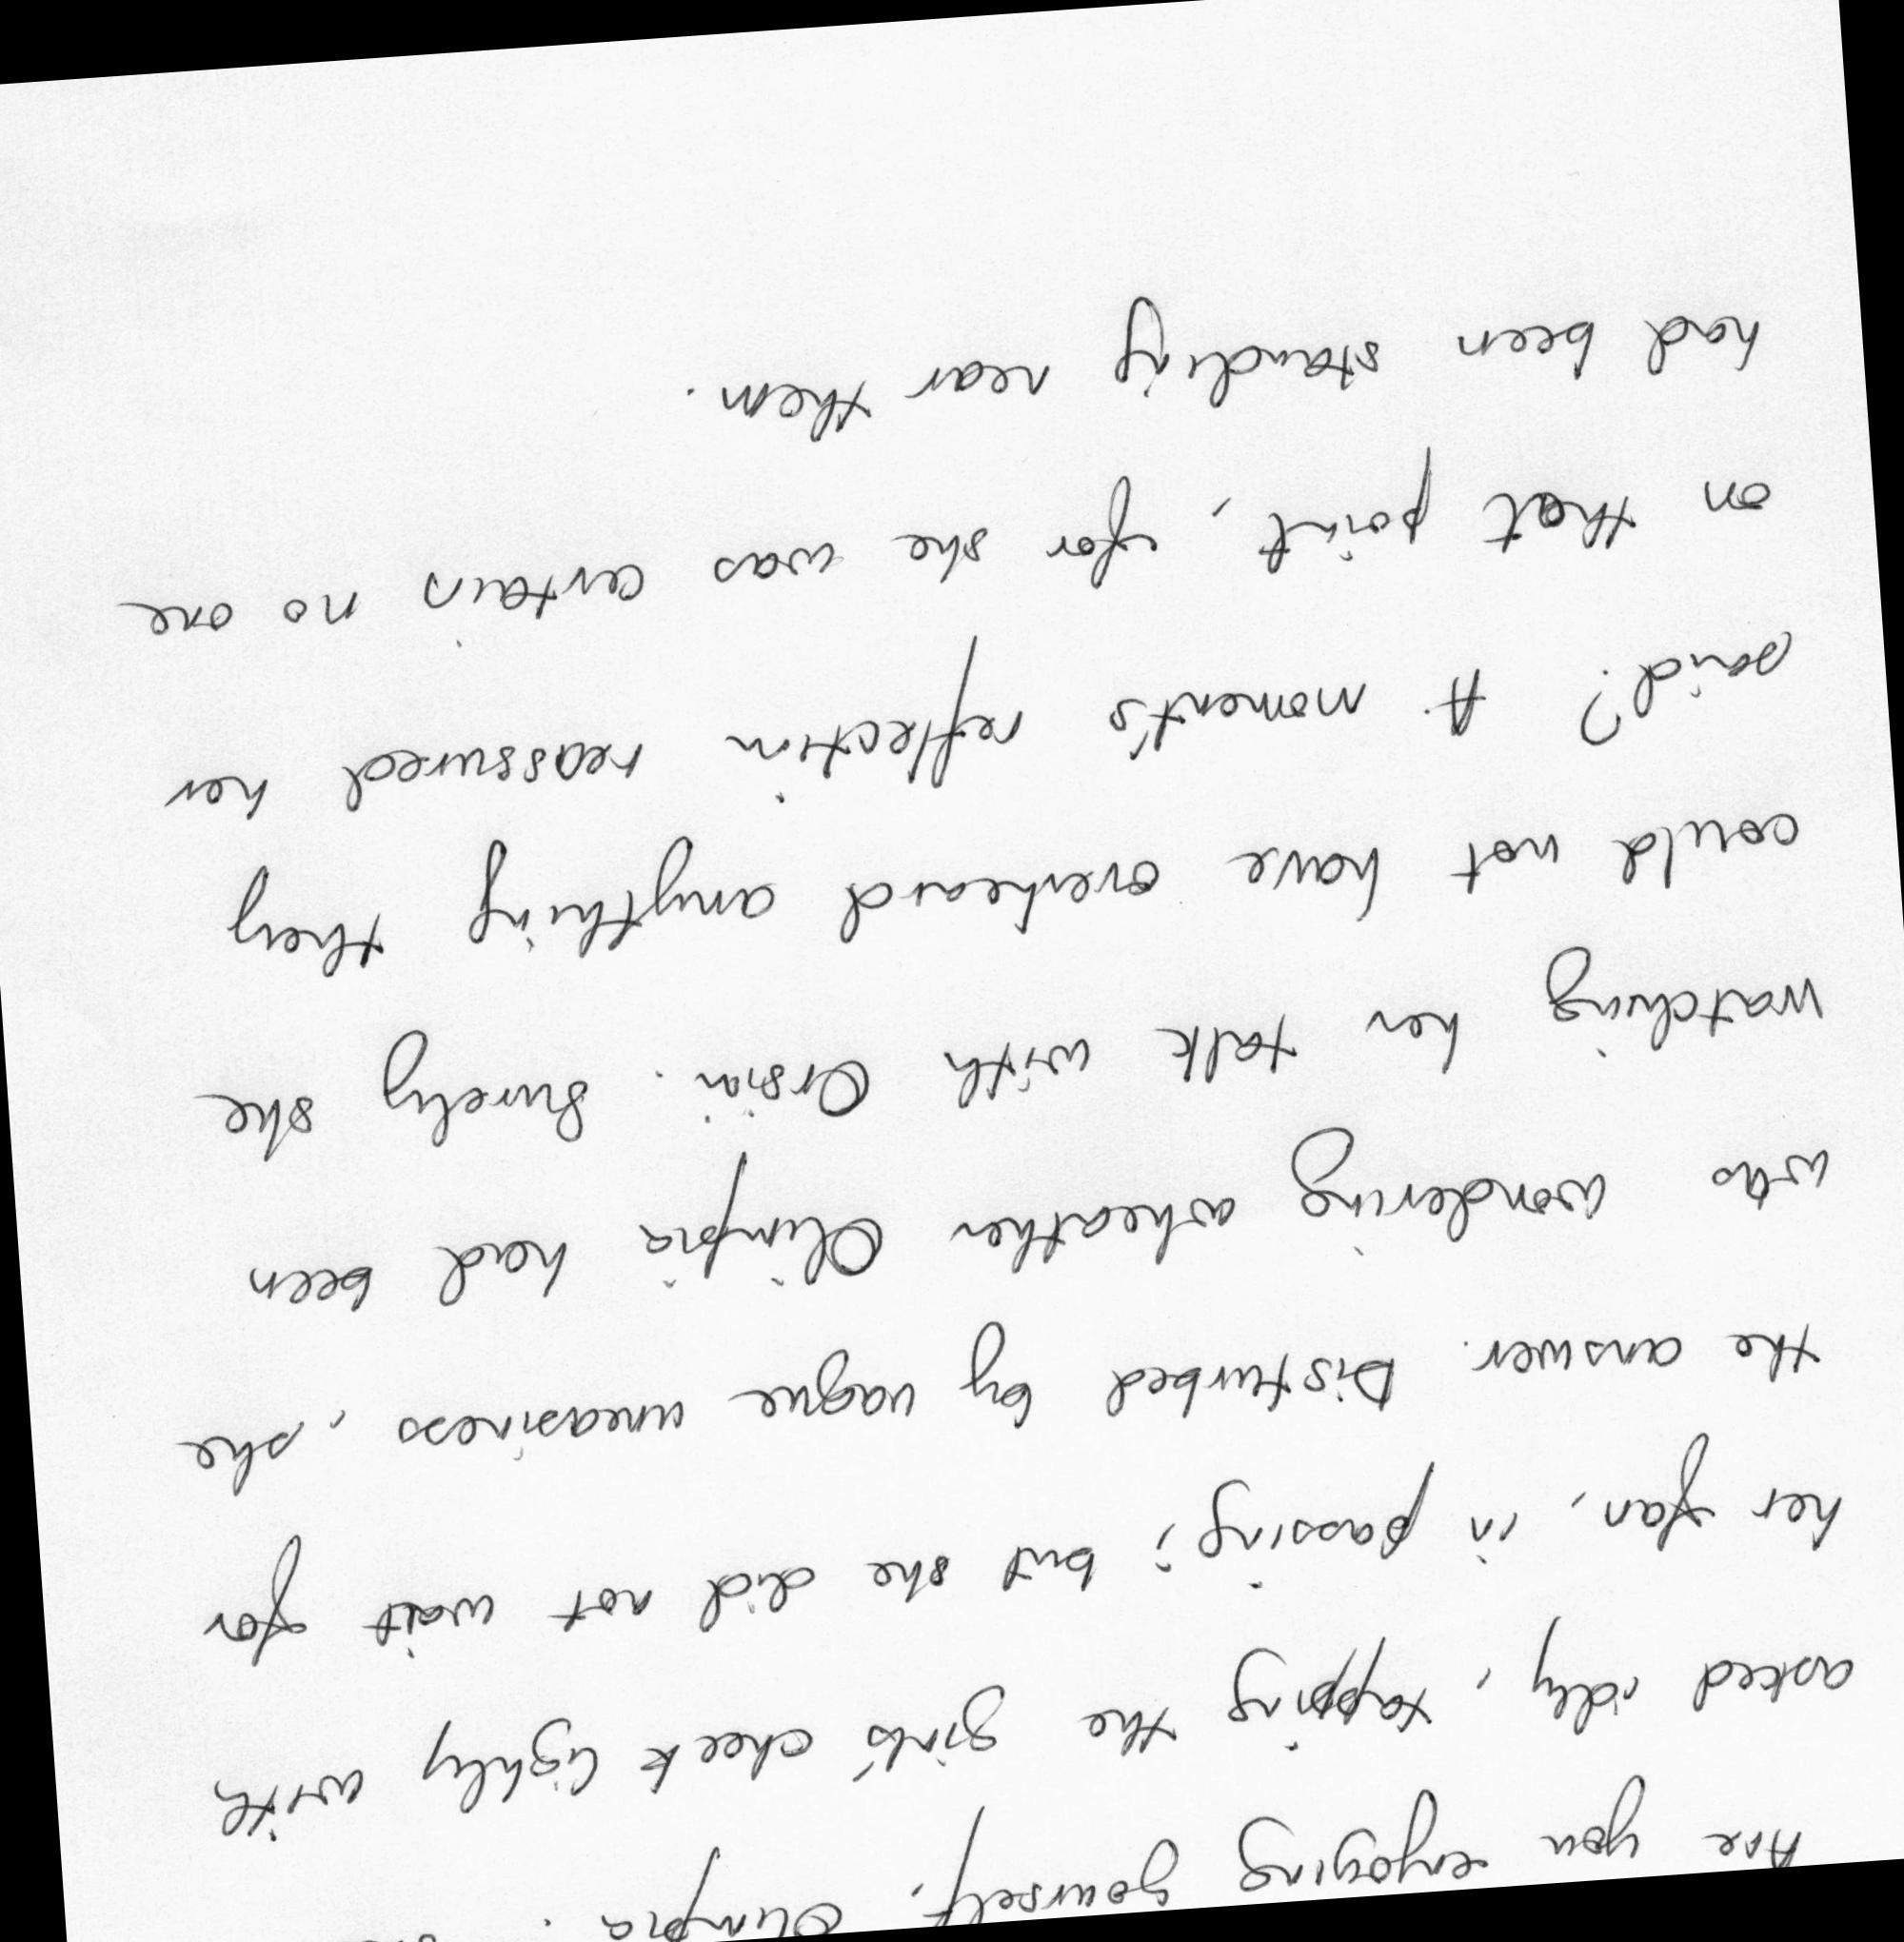 Are you enjoying yourself, Olimpia.
asked idly, tapping the girl's cheek lighly with
her fan, in passing; but she did not wait for
the answer. Disturbed by vague uneasiness, she
was wondering wheather Olimpia had been
watching her talk with Orsin. Surely she
could not have overheard anything they
said? A moment's reflection reassured her
on that point, for she was certain no one
had been standing near them.